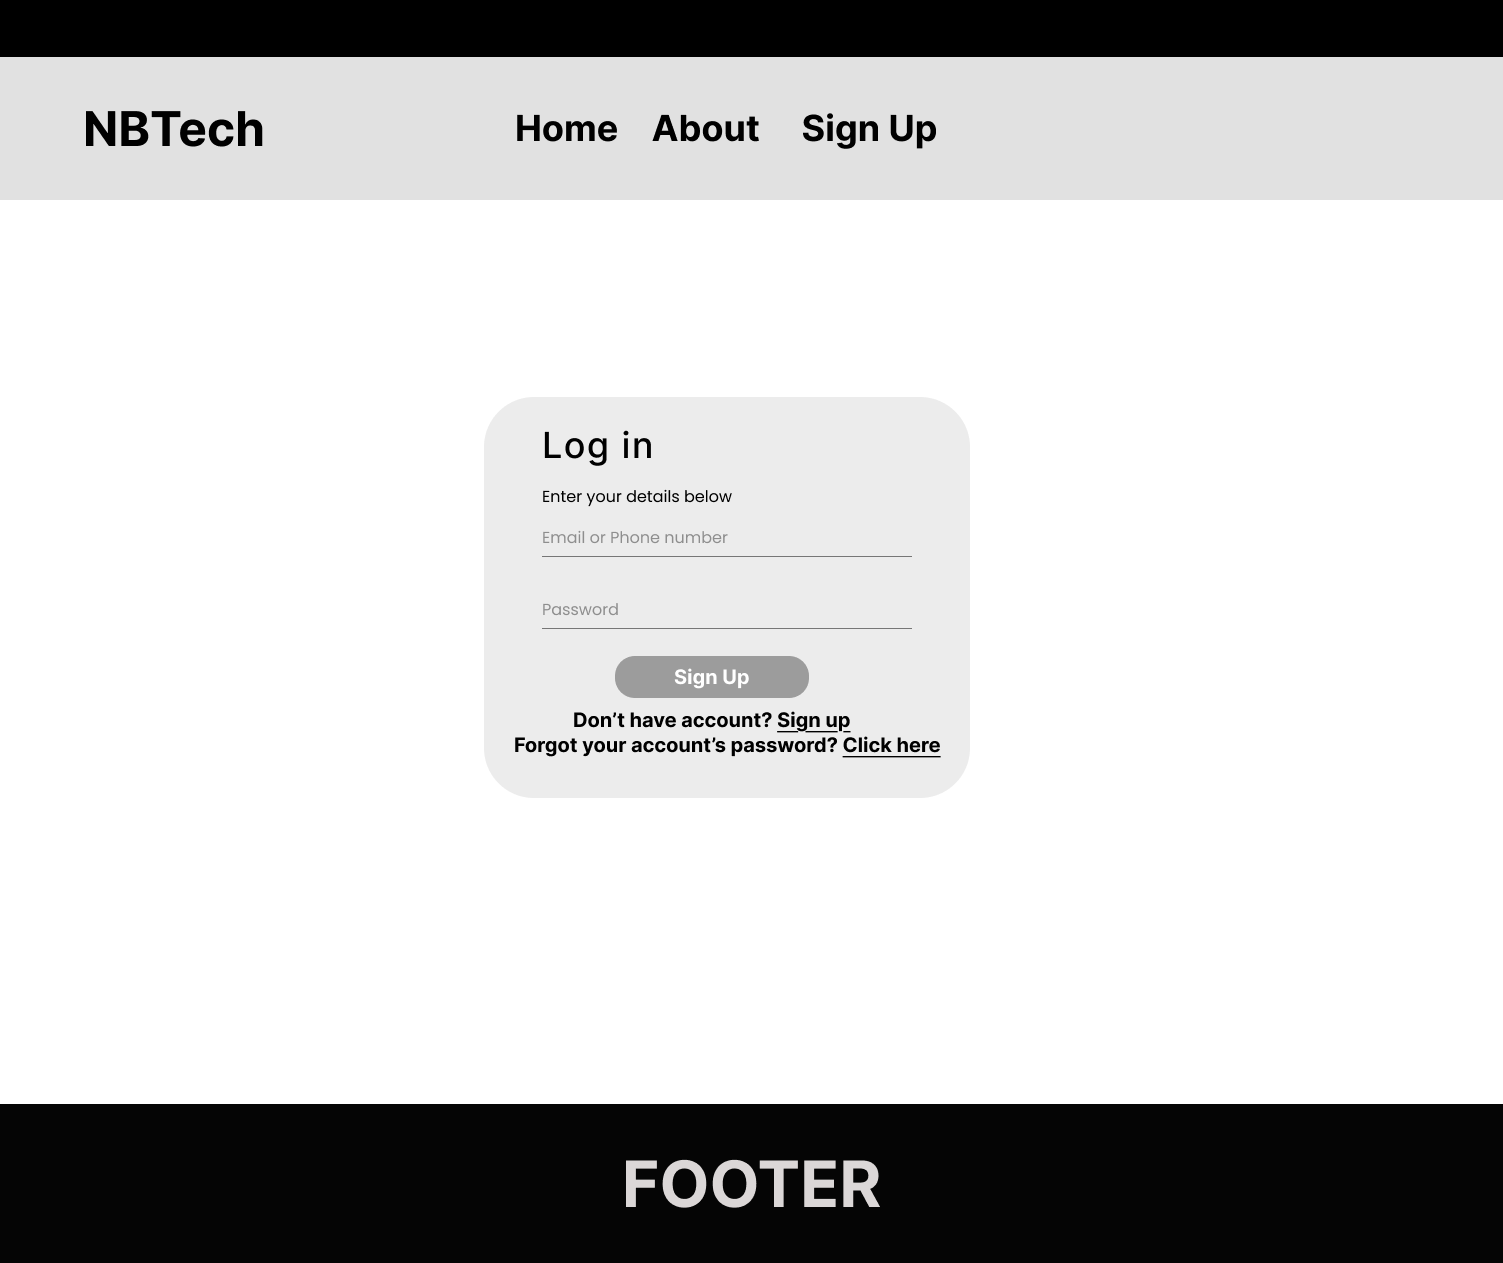 NBTech
Home About Sign Up
Log in
Enter your details below
Email or Phone number
Password
Sign Up
Don’t have account? Sign up
Forgot your account’s password? Click here
FOOTER